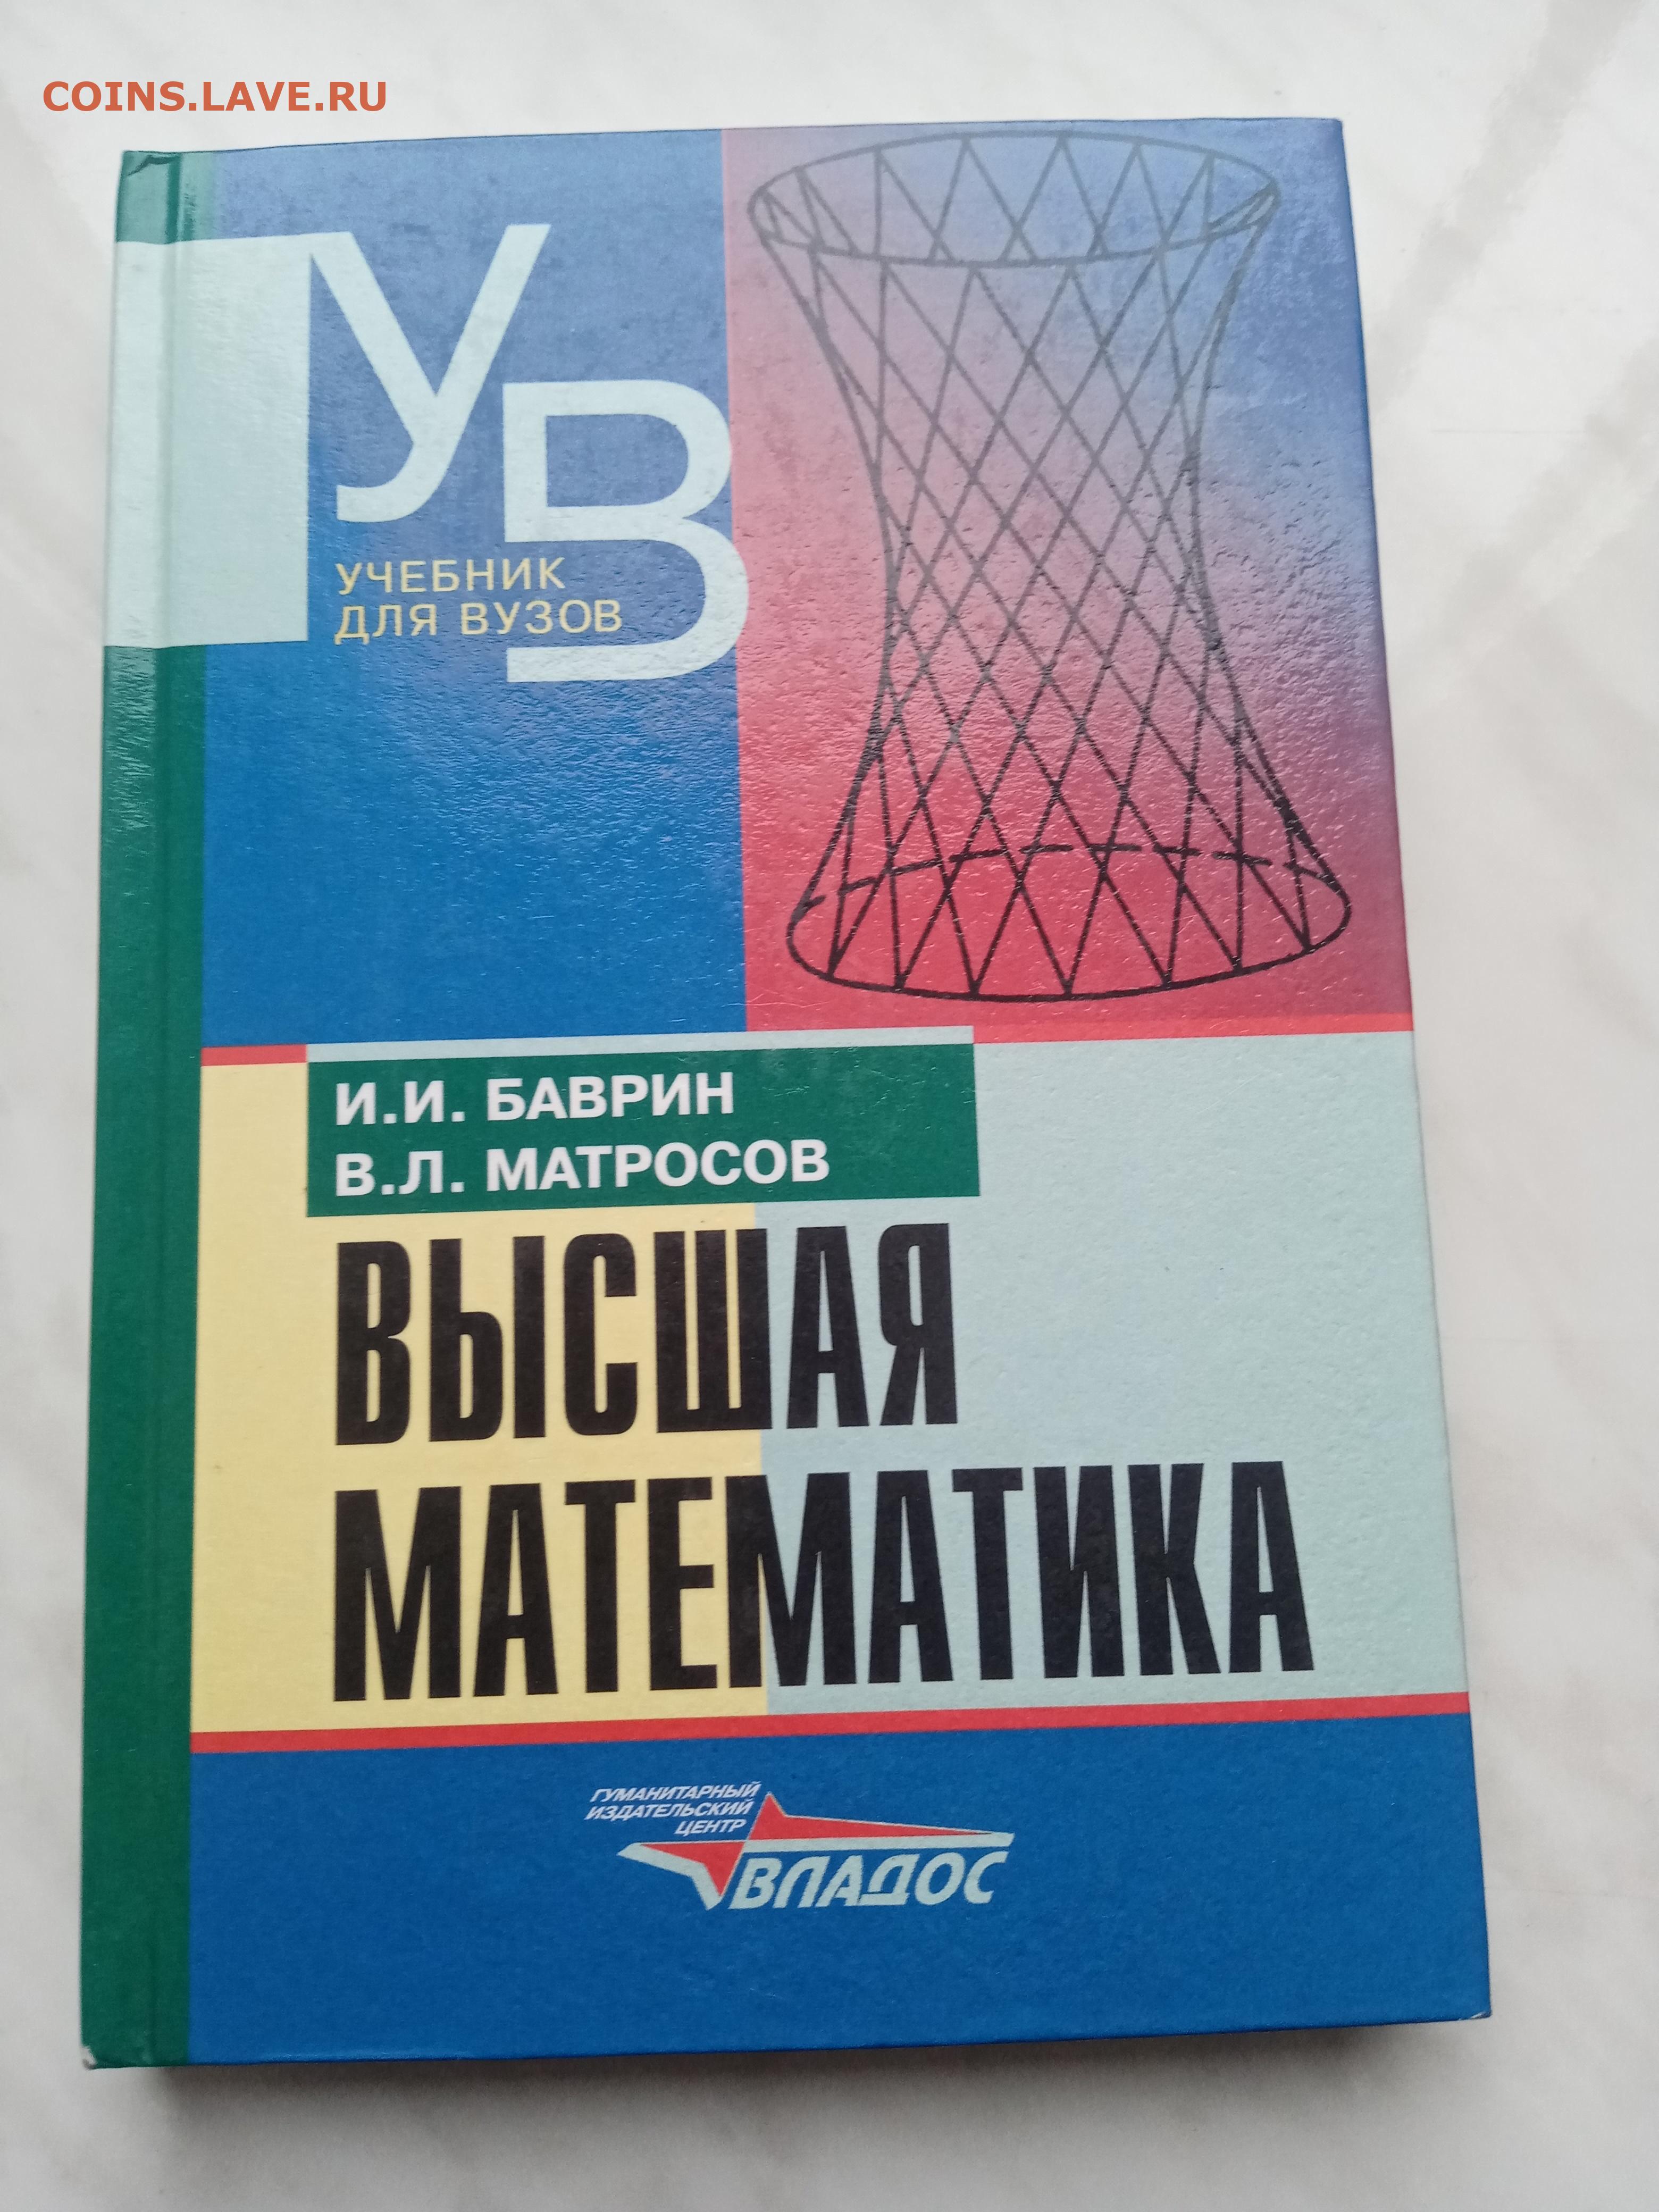 COINS.LAVE.RU
УВ
УЧЕБНИК
ДЛЯ ВУЗОВ
И.И. БАВРИН
В.Л. МАТРОСОВ
ВЫСШАЯ
МАТЕМАТИКА
ГУМАНИТАРНЫЙ
ИЗДАТЕЛЬСКИЙ
ЦЕНТР
ВЛАДОС